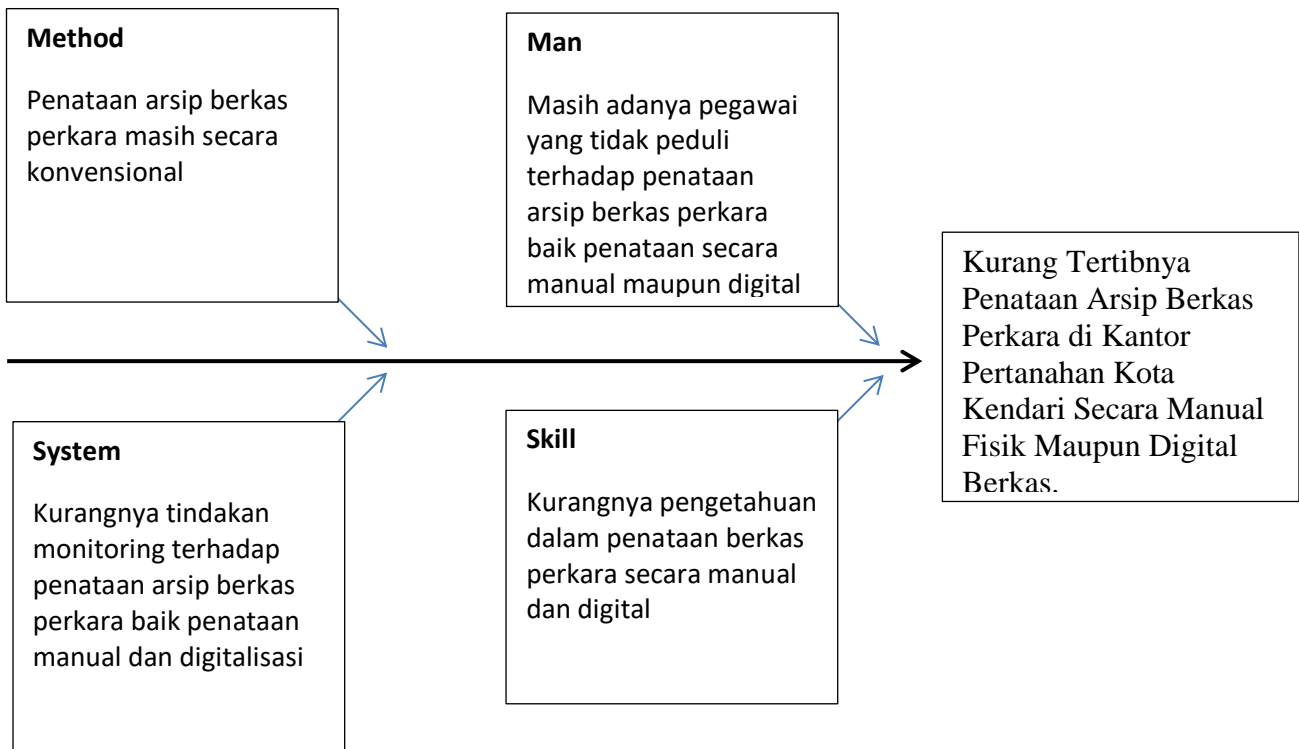 Method
Penataan arsip berkas
perkara masih secara
konvensional
Man
Masih adanya pegawai
yang tidak peduli
terhadap penataan
arsip berkas perkara
baik penataan secara
manual maupun digital
Kurang Tertibnya
Penataan Arsip Berkas
Perkara di Kantor
Pertanahan Kota
Kendari Secara Manual
Fisik Maupun Digital
Berkas.
System
Kurangnya tindakan
monitoring terhadap
penataan arsip berkas
perkara baik penataan
manual dan digitalisasi
Skill
Kurangnya pengetahuan
dalam penataan berkas
perkara secara manual
dan digital